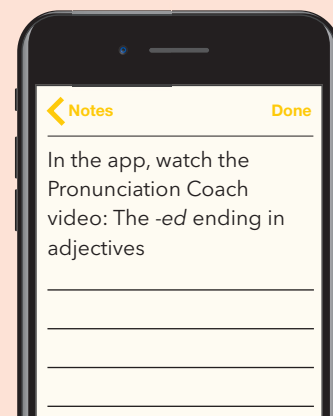 Notes Done
In the app, watch the
Pronunciation Coach
video: The -ed ending in
adjectives